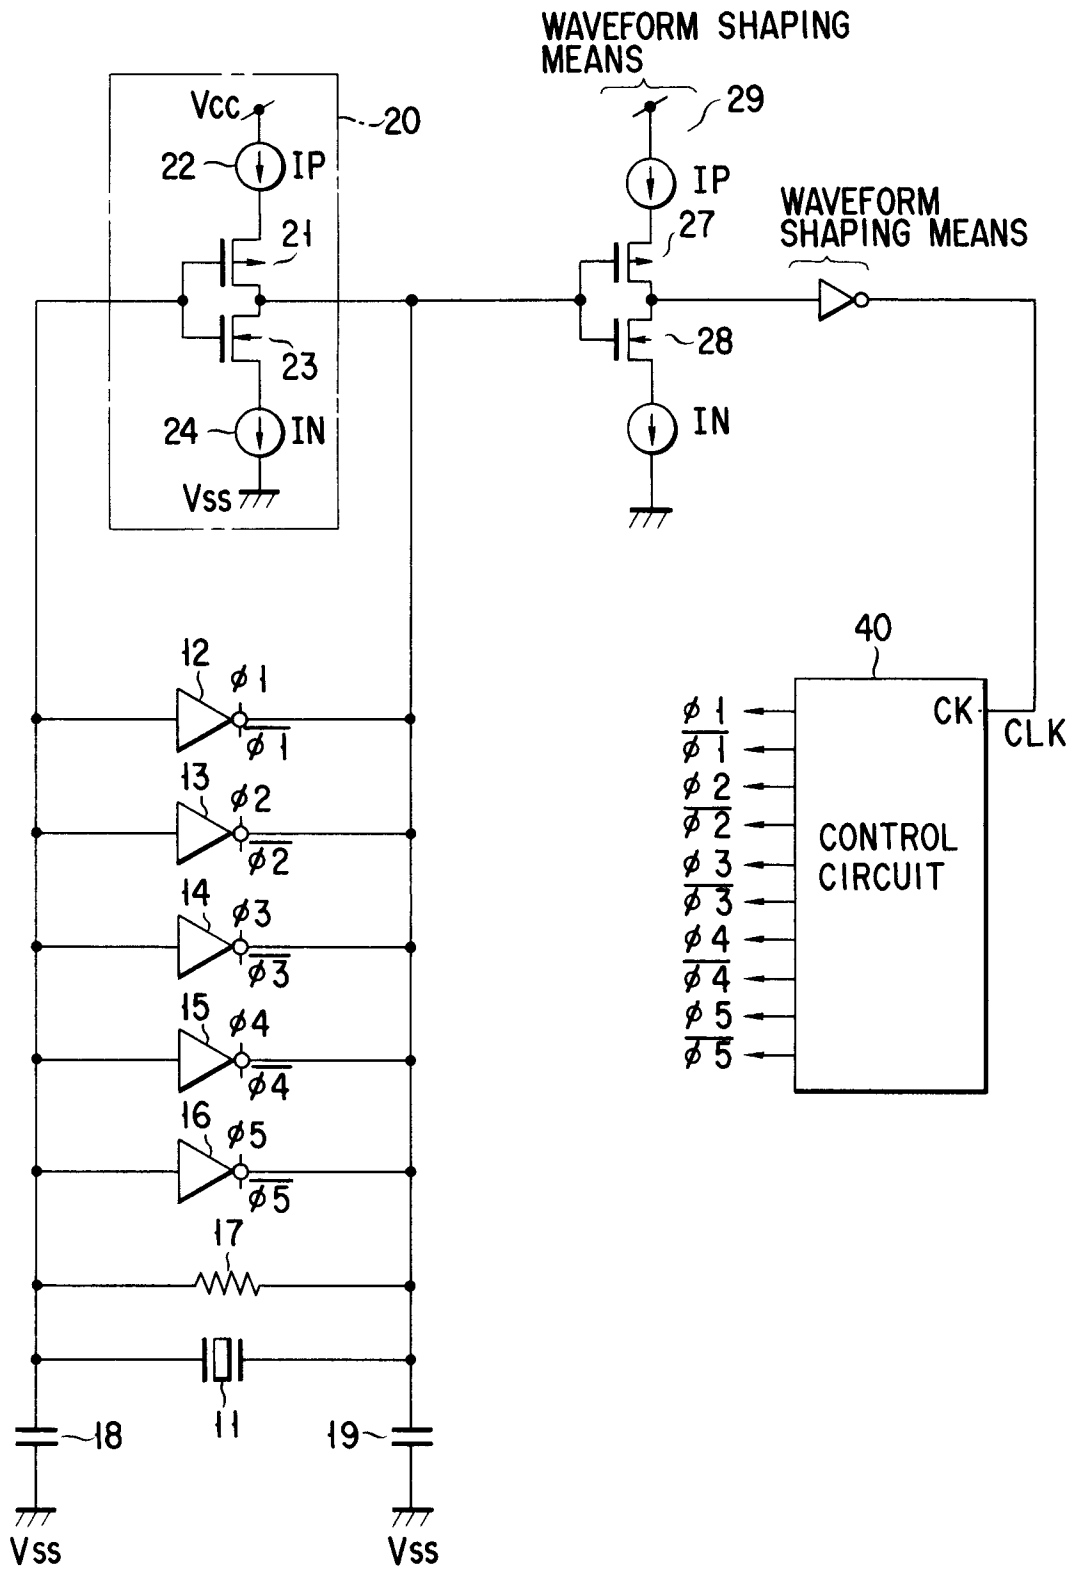 WAVEFORM SHAPING
MEANS
29
Vcc
20
22
IP
IP
WAVEFORM
SHAPING MEANS
21
27
23
28
24
IN
IN
Vss
40
12
ϕ1
ϕ1̅
13
ϕ2
ϕ2̅
14
ϕ3
ϕ3̅
15
ϕ4
ϕ4̅
16
ϕ5
ϕ5̅
17
11
18
19
Vss
Vss
CK
CLK
ϕ1
ϕ1̅
ϕ2
ϕ2̅
ϕ3
ϕ3̅
ϕ4
ϕ4̅
ϕ5
ϕ5̅
CONTROL
CIRCUIT